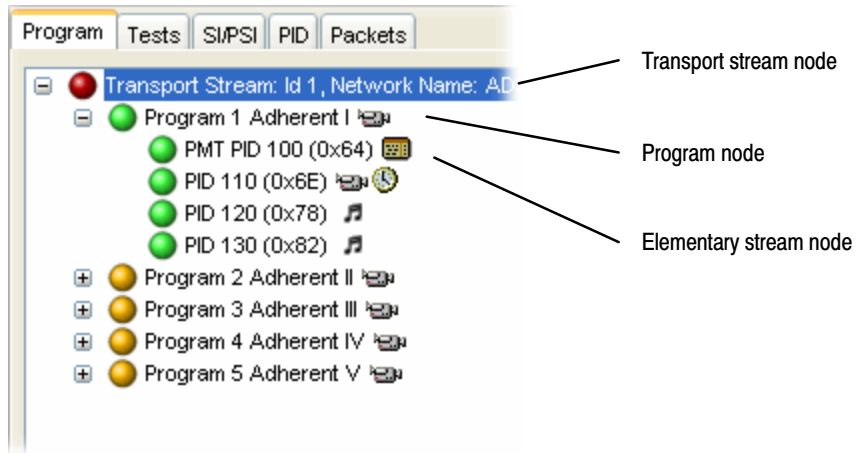 Program Tests SI/PSI PID Packets
Transport Stream: Id 1, Network Name: AD
Transport stream node
Program 1 Adherent I
PMT PID 100 (0x64)
Program node
PID 110 (0x6E)
PID 120 (0x78)
PID 130 (0x82)
Elementary stream node
Program 2 Adherent II
Program 3 Adherent III
Program 4 Adherent IV
Program 5 Adherent V